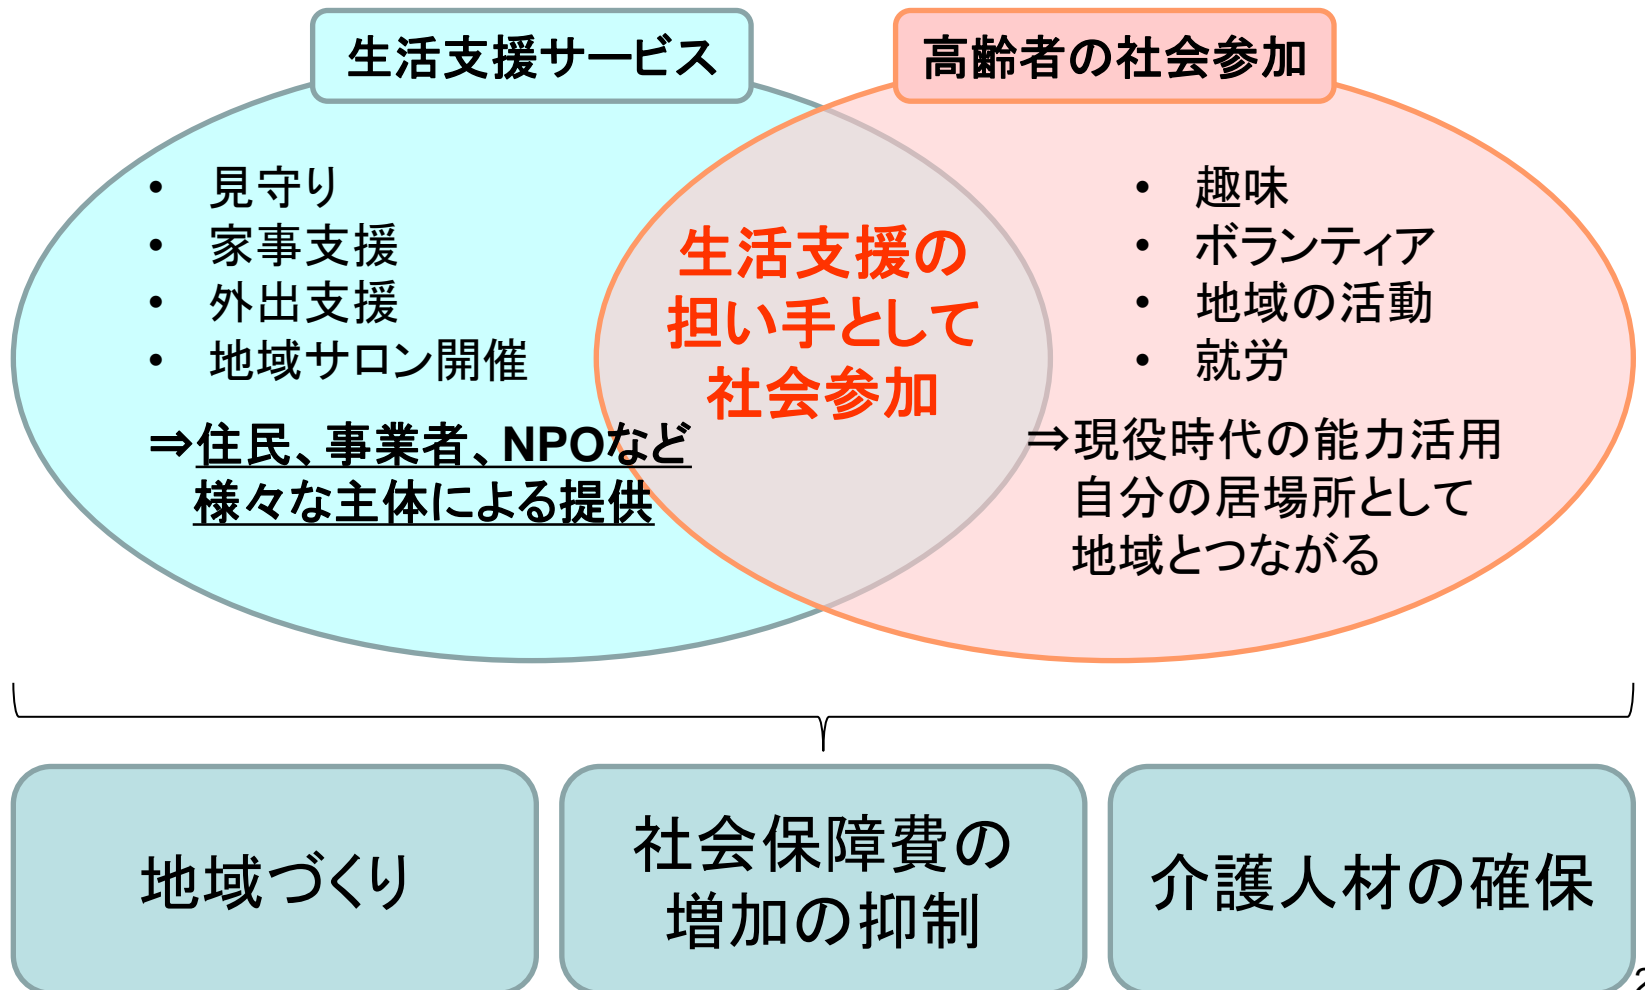 生活支援サービス
高齢者の社会参加
• 見守り
• 家事支援
• 外出支援
• 地域サロン開催
⇒住民、事業者、NPOなど
様々な主体による提供
生活支援の
担い手として
社会参加
• 趣味
• ボランティア
• 地域の活動
• 就労
⇒現役時代の能力活用
自分の居場所として
地域とつながる
地域づくり
社会保障費の
増加の抑制
介護人材の確保